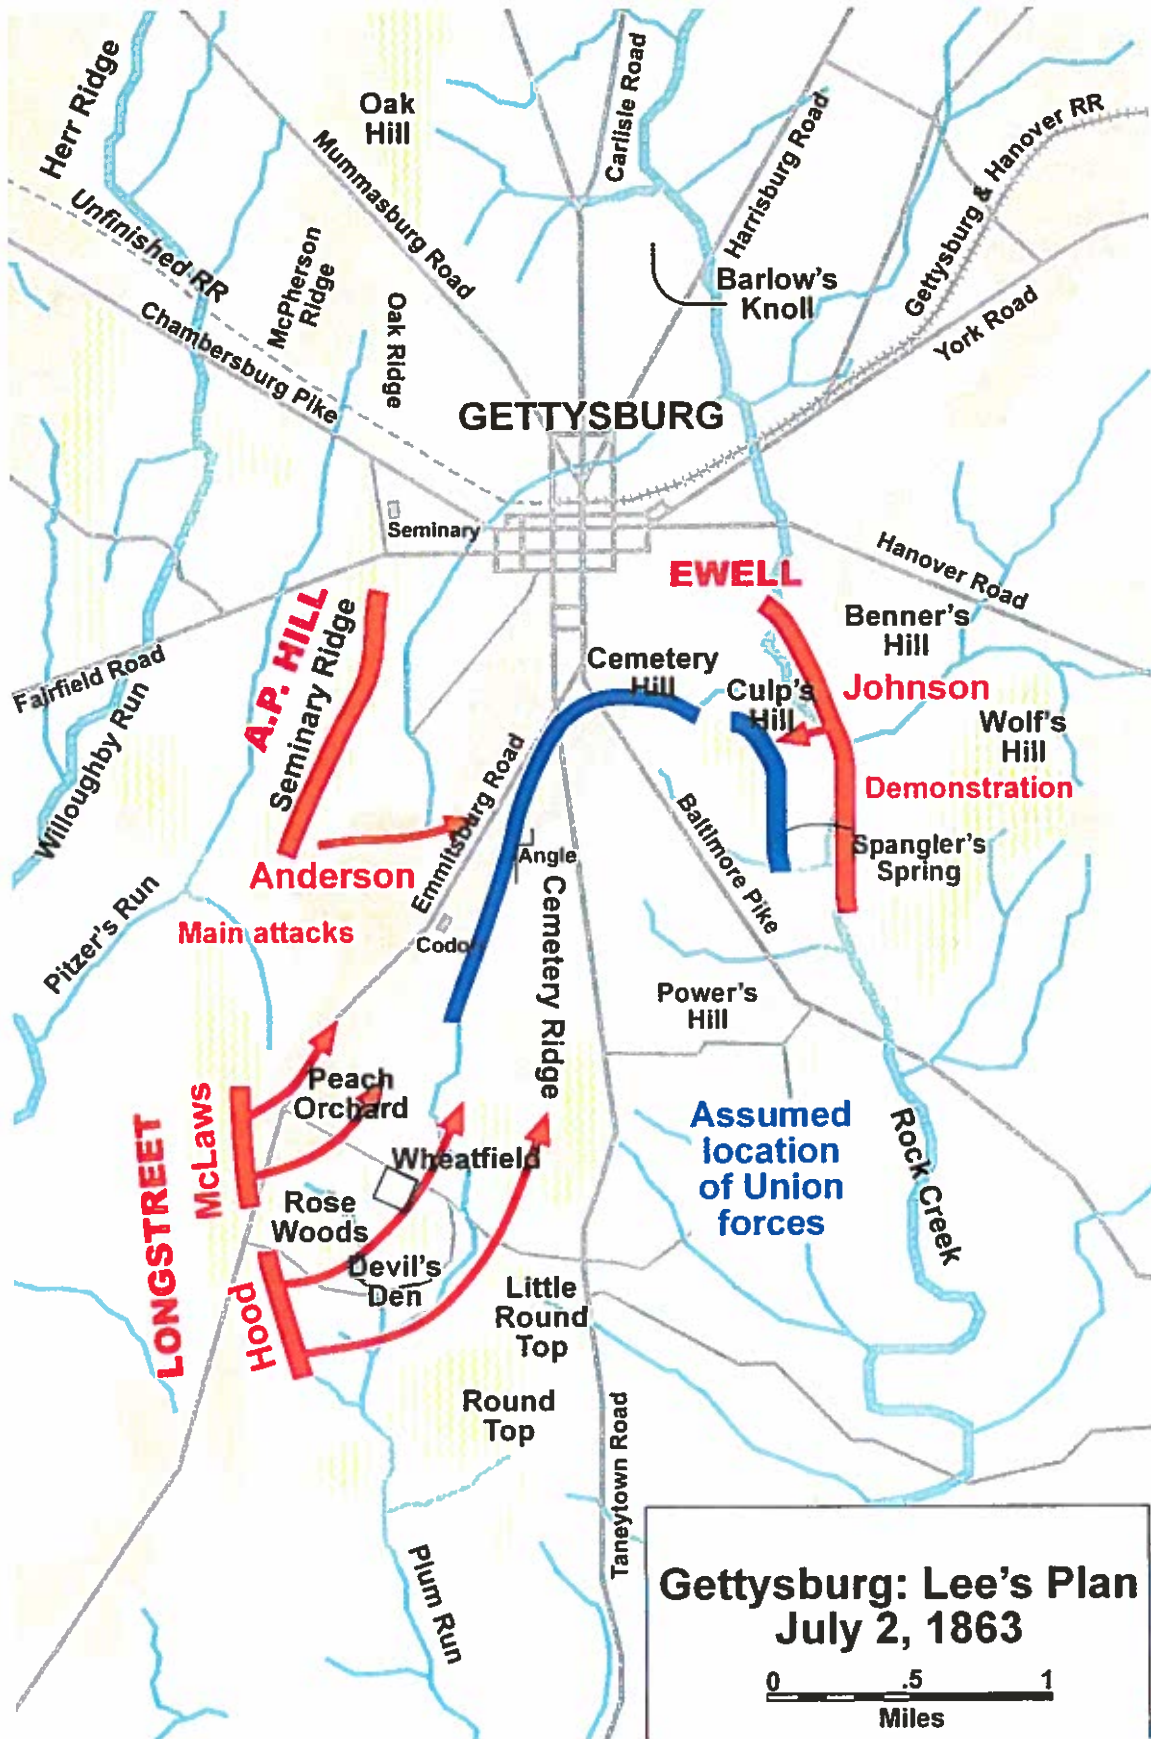 Herr Ridge
Oak
Hill
Carlisle Road
Mummasburg Road
Harrisburg Road
Gettysburg & Hanover RR
Unfinished RR
McPherson
Ridge
Oak Ridge
Barlow's
Knoll
York Road
Chambersburg Pike
GETTYSBURG
Seminary
Hanover Road
EWELL
Benner's
Hill
A.P. HILL
Seminary Ridge
Fairfield Road
Cemetery
Hill
Culp's
Hill
Johnson
Wolf's
Hill
Willoughby Run
Demonstration
Emmitsburg Road
Baltimore Pike
Spangler's
Spring
Angle
Anderson
Main attacks
Pitzer's Run
Cemetery Ridge
Power's
Hill
Peach
Orchard
McLaws
LONGSTREET
Wheatfield
Assumed
location
of Union
forces
Rock Creek
Rose
Woods
Devil's
Den
Hood
Little
Round
Top
Round
Top
Taneytown Road
Plum Run
Gettysburg: Lee's Plan
July 2, 1863
0 .5 1
Miles